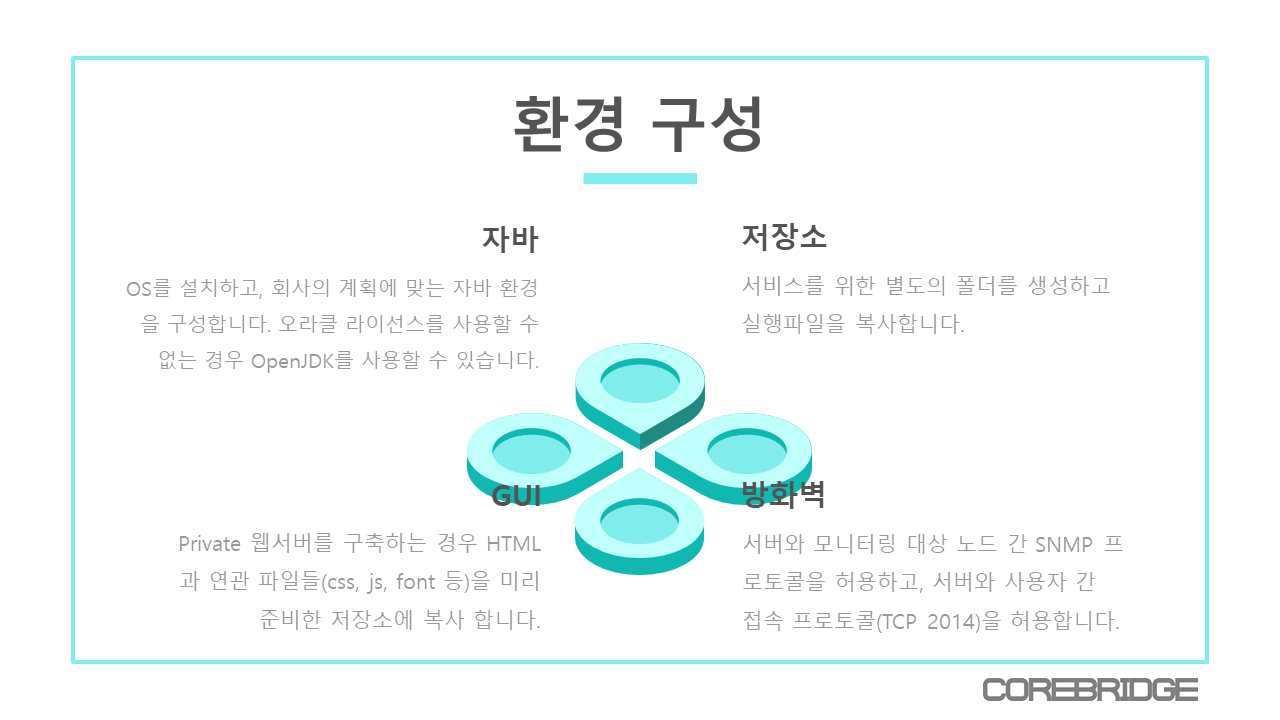 환경 구성
자바
OS를 설치하고, 회사의 계획에 맞는 자바 환경
을 구성합니다. 오라클 라이선스를 사용할 수
없는 경우 OpenJDK를 사용할 수 있습니다.
저장소
서비스를 위한 별도의 폴더를 생성하고
실행파일을 복사합니다.
GUI
Private 웹서버를 구축하는 경우 HTML
과 연관 파일들(css, js, font 등)을 미리
준비한 저장소에 복사 합니다.
방화벽
서버와 모니터링 대상 노드 간 SNMP 프
로토콜을 허용하고, 서버와 사용자 간
접속 프로토콜(TCP 2014)을 허용합니다.
COREBRIDGE